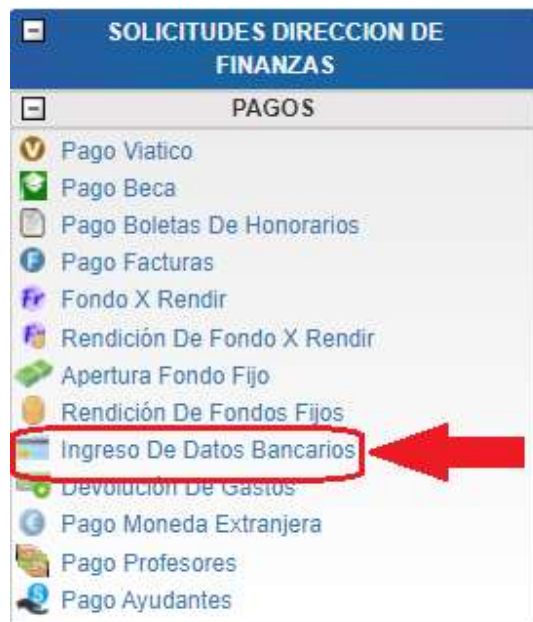 SOLICITUDES DIRECCION DE
FINANZAS
PAGOS
Pago Viatico
Pago Beca
Pago Boletas De Honorarios
Pago Facturas
Fondo X Rendir
Rendición De Fondo X Rendir
Apertura Fondo Fijo
Rendición De Fondos Fijos
Ingreso De Datos Bancarios
Devolución De Gastos
Pago Moneda Extranjera
Pago Profesores
Pago Ayudantes